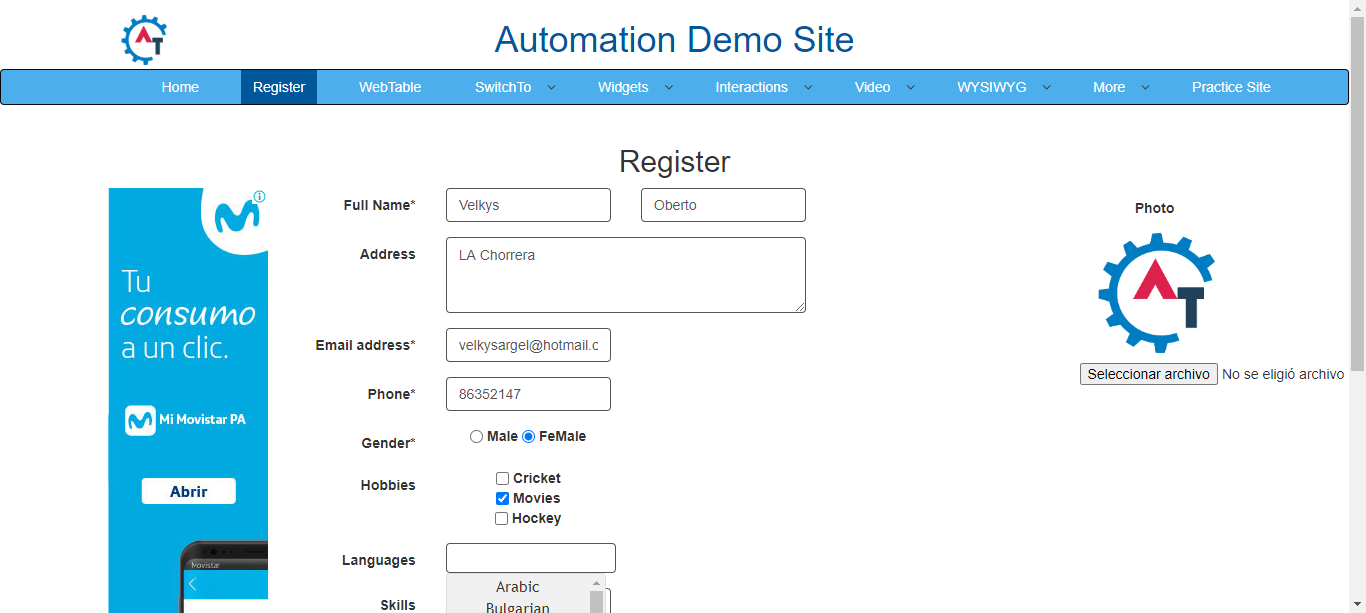 AT
Automation Demo Site
Home Register WebTable SwitchTo Widgets Interactions Video WYSIWYG More Practice Site
Register
Tu
consumo
a un clic.
Mi Movistar PA
Abrir
Movistar
Full Name* Velkys Oberto
Address LA Chorrera
Email address* velkysargel@hotmail.c
Phone* 86352147
Gender* Male FeMale
Hobbies Cricket
Movies
Hockey
Languages
Arabic
Bulgarian
Skills
Photo
AT
Seleccionar archivo No se eligió archivo